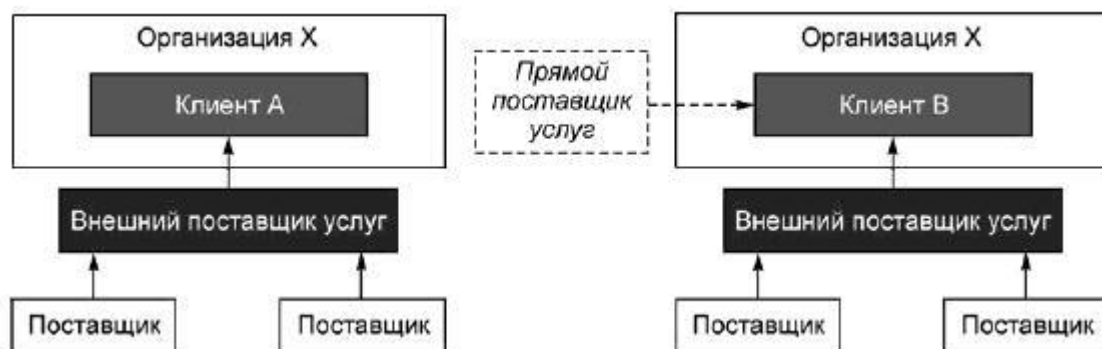 Организация X
Клиент A
Внешний поставщик услуг
Поставщик
Поставщик
Прямой
поставщик
услуг
Организация X
Клиент B
Внешний поставщик услуг
Поставщик
Поставщик